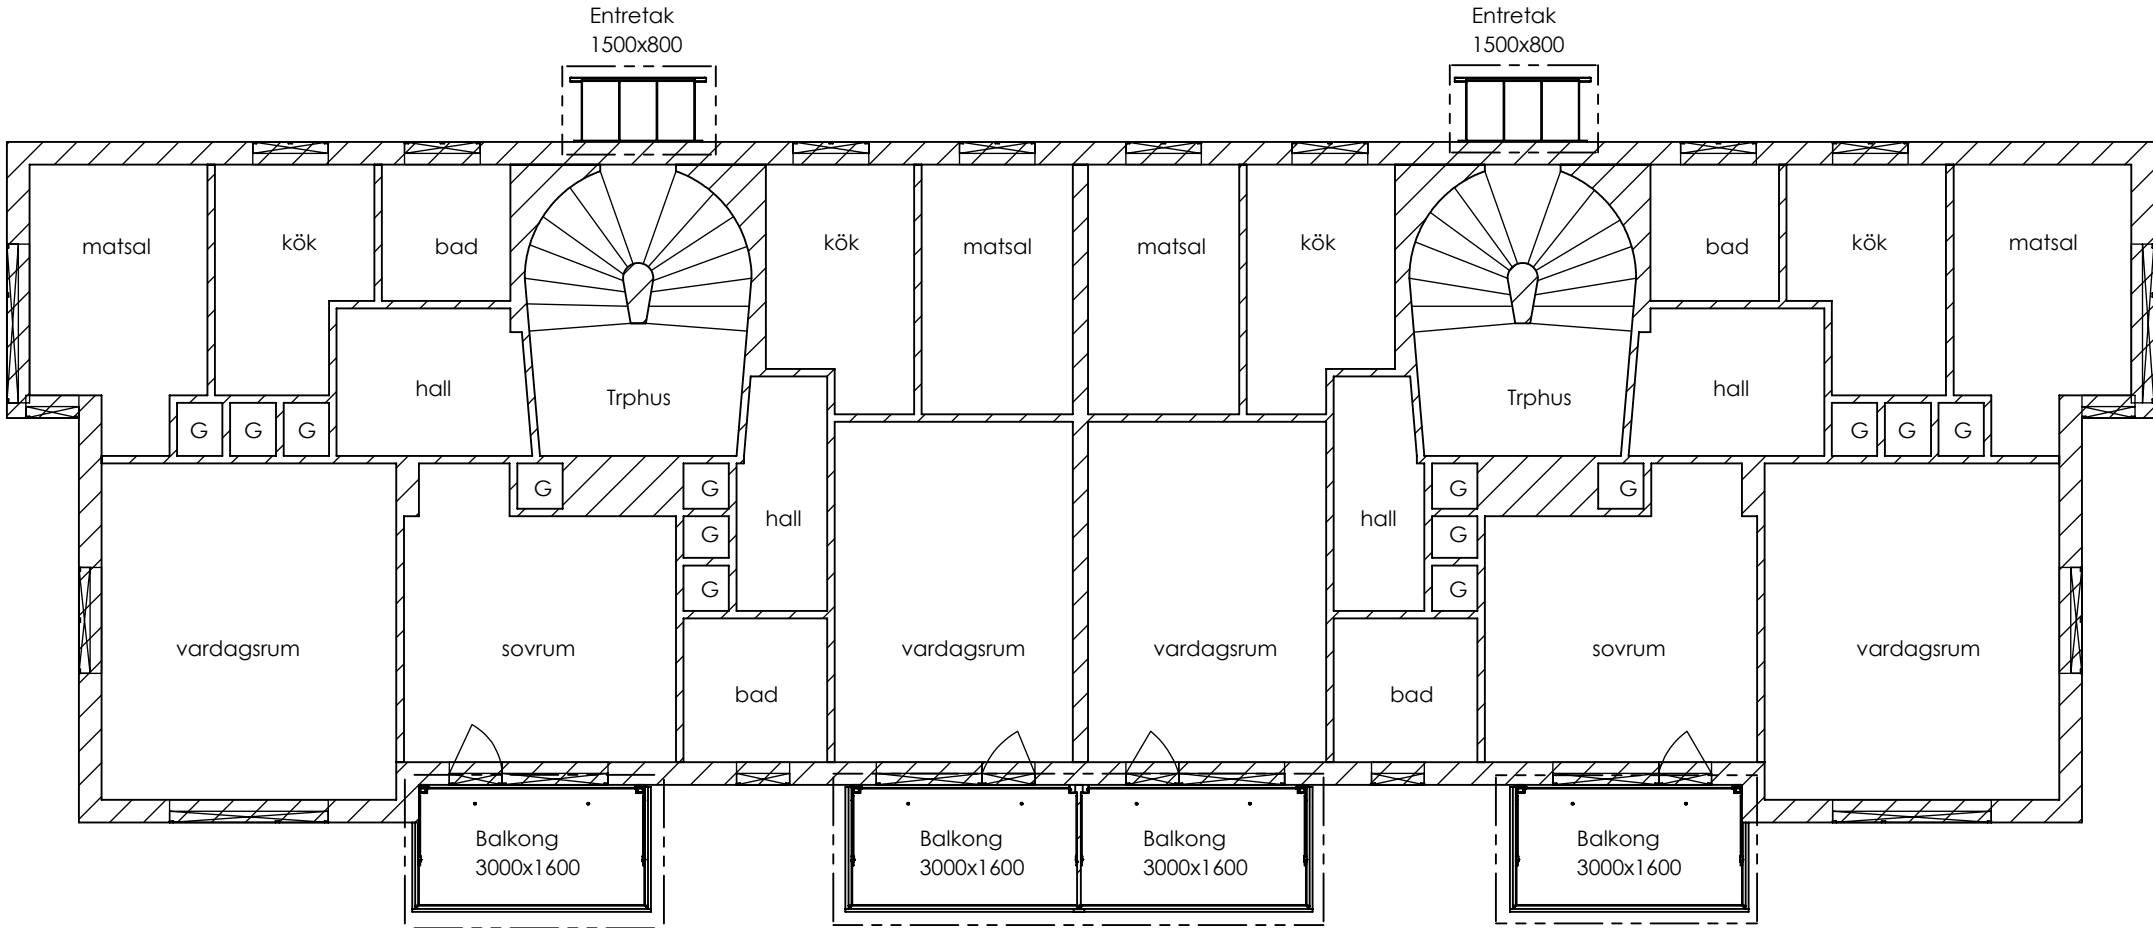 Entretak
1500x800
Entretak
1500x800
matsal
kök
bad
kök
matsal
matsal
kök
bad
kök
matsal
hall
Trphus
Trphus
hall
G
G
G
G
G
G
G
G
G
hall
G
G
hall
G
G
G
vardagsrum
sovrum
vardagsrum
vardagsrum
sovrum
vardagsrum
bad
bad
Balkong
3000x1600
Balkong
3000x1600
Balkong
3000x1600
Balkong
3000x1600